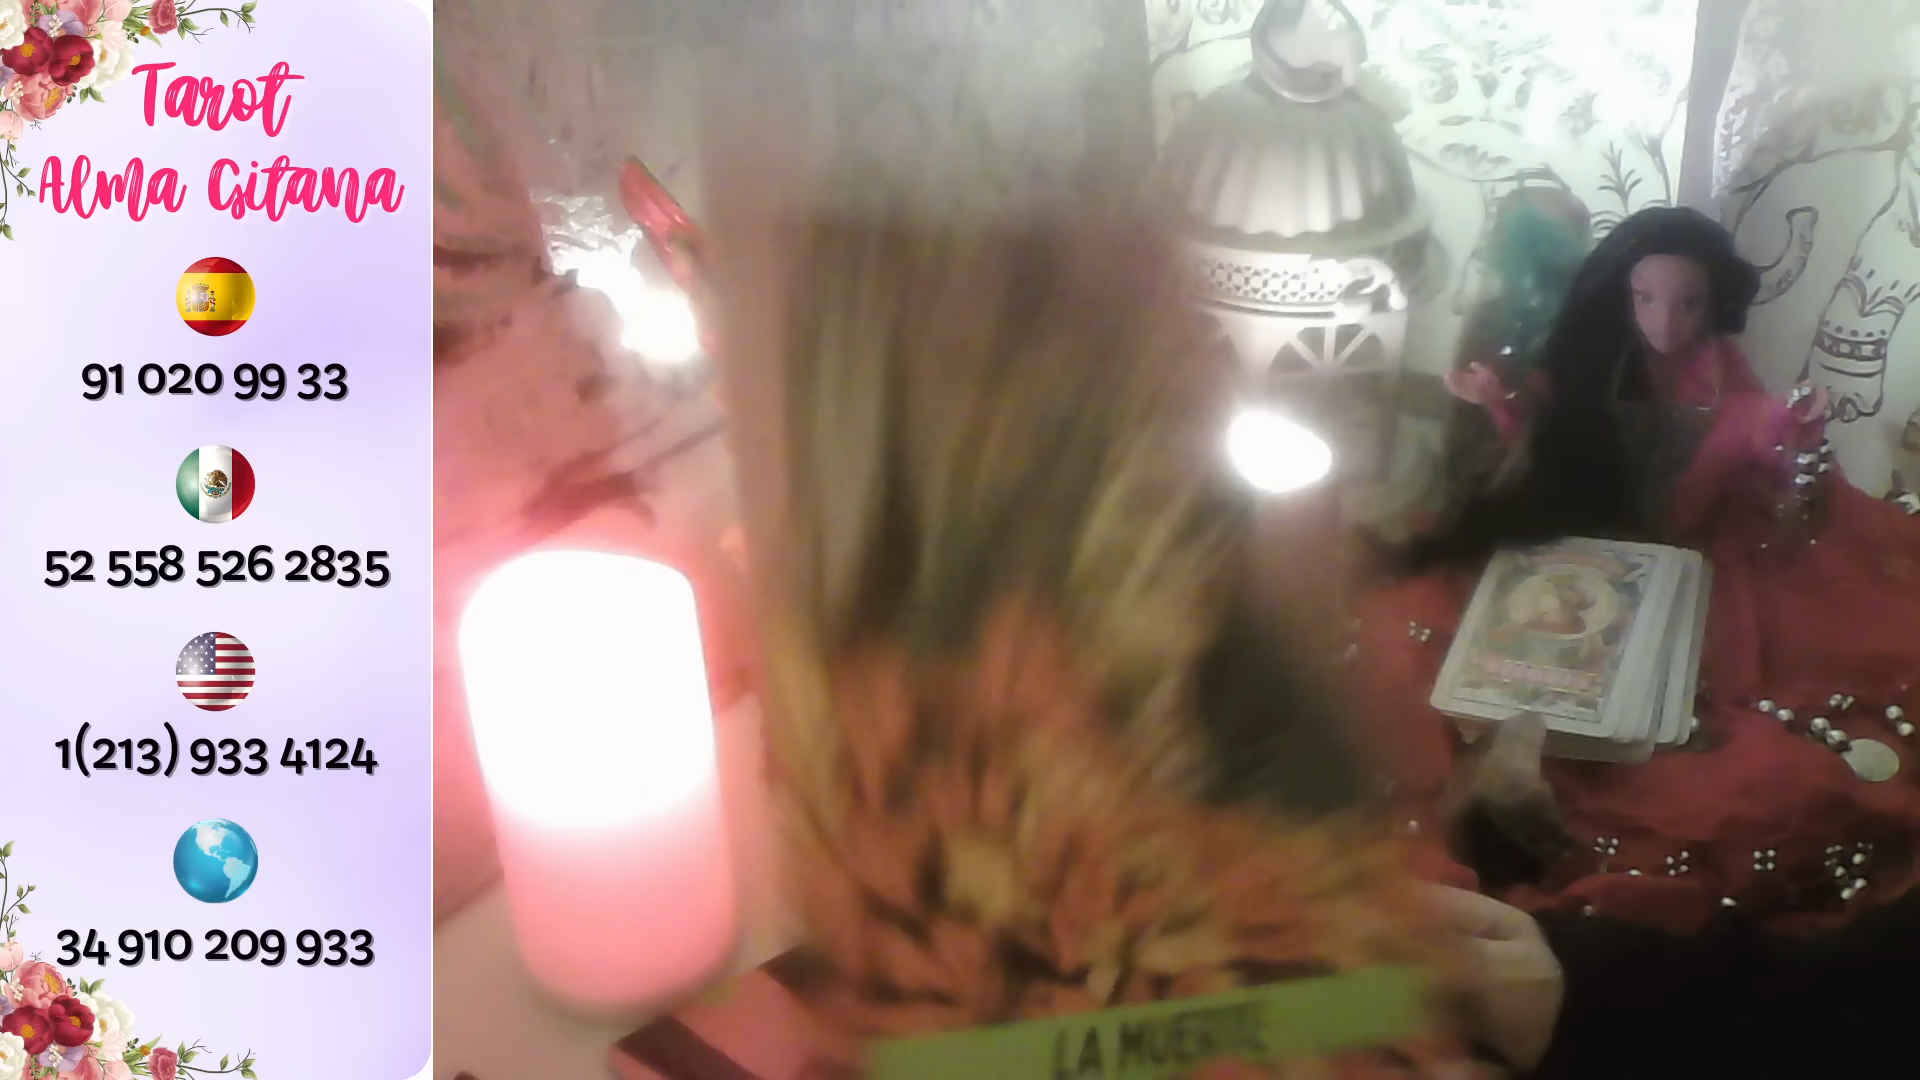 Tarot
Alma Gitana
91 020 99 33
52 558 526 2835
1(213) 933 4124
34 910 209 933
LA MUERTE